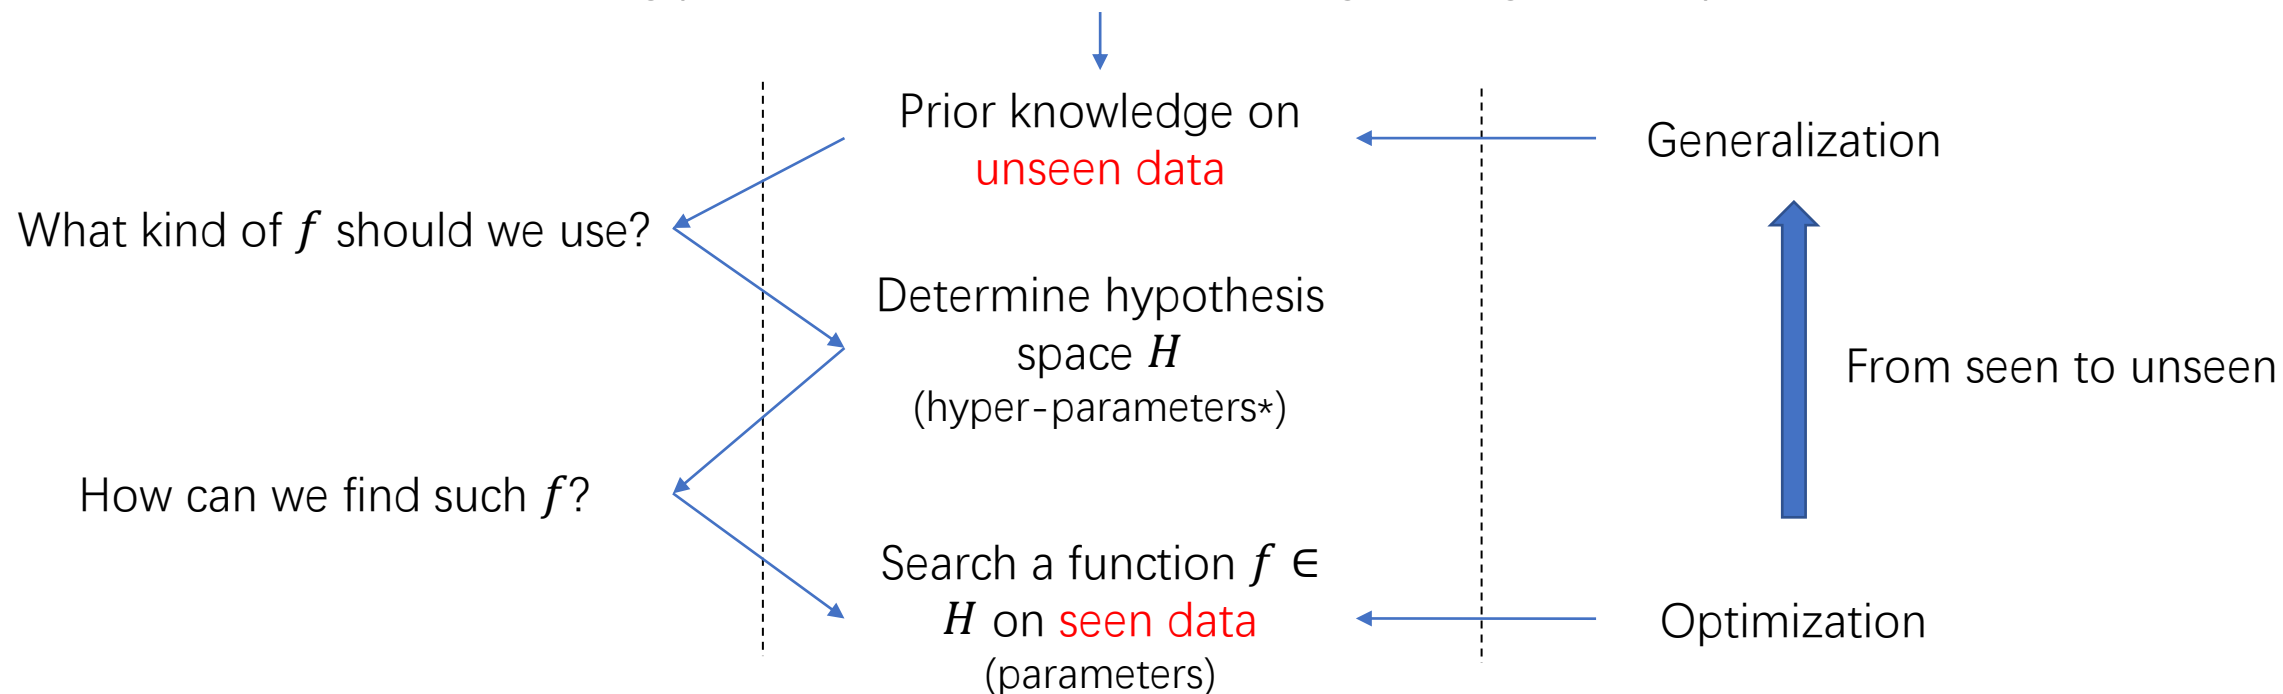 Prior knowledge on
unseen data
Generalization
What kind of f should we use?
Determine hypothesis
space H
(hyper-parameters*)
From seen to unseen
How can we find such f?
Search a function f ∈
H on seen data
(parameters)
Optimization